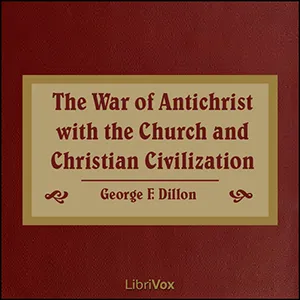 The War of Antichrist
with the Church and
Christian Civilization
George F. Dillon
LibriVox